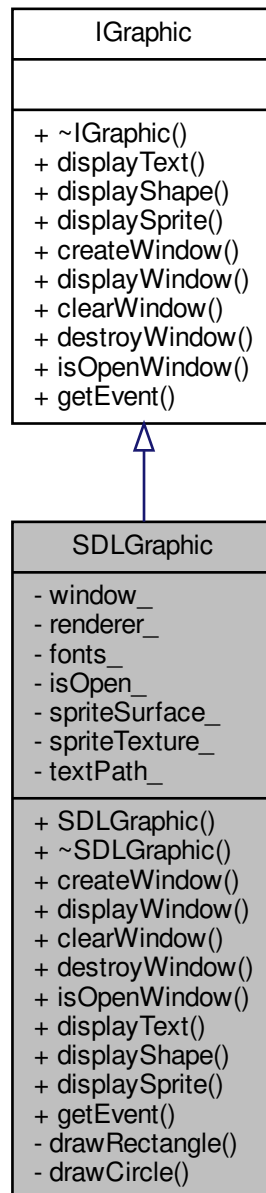 IGraphic
+ ~IGraphic()
+ displayText()
+ displayShape()
+ displaySprite()
+ createWindow()
+ displayWindow()
+ clearWindow()
+ destroyWindow()
+ isOpenWindow()
+ getEvent()
SDLGraphic
- window_
- renderer_
- fonts_
- isOpen_
- spriteSurface_
- spriteTexture_
- textPath_
+ SDLGraphic()
+ ~SDLGraphic()
+ createWindow()
+ displayWindow()
+ clearWindow()
+ destroyWindow()
+ isOpenWindow()
+ displayText()
+ displayShape()
+ displaySprite()
+ getEvent()
- drawRectangle()
- drawCircle()